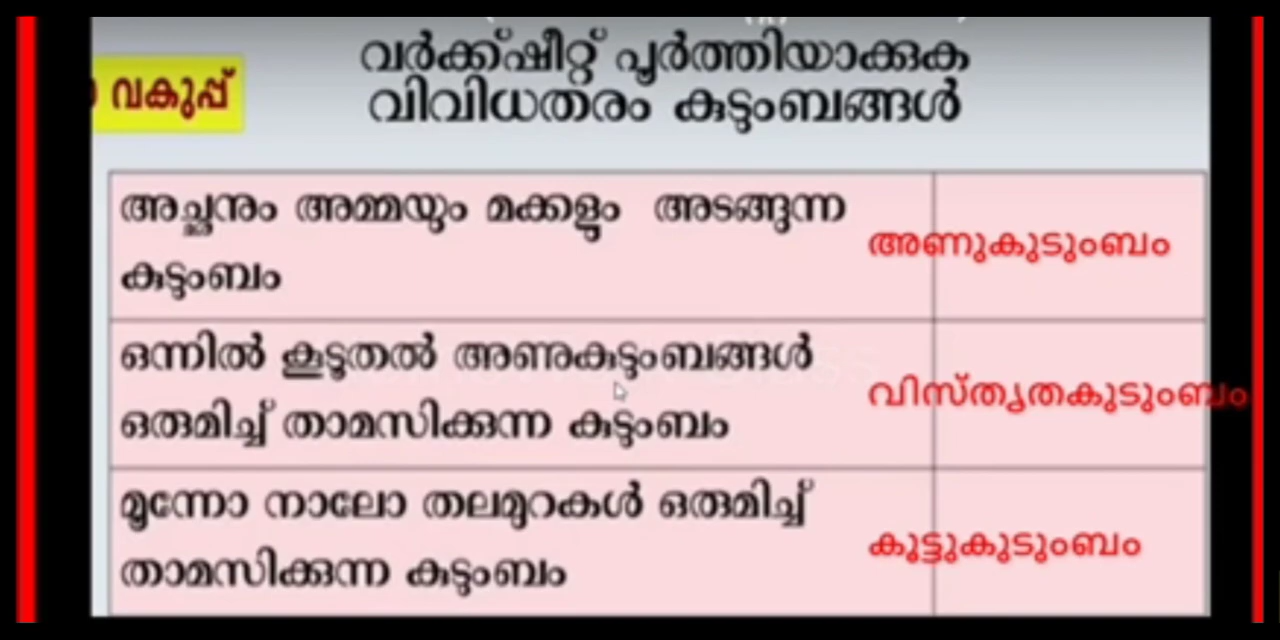 വർക്ക്ഷീറ്റ് പൂർത്തിയാക്കുക
വിവിധതരം കുടുംബങ്ങൾ
വകുപ്പ്
അച്ഛനും അമ്മയും മക്കളും അടങ്ങുന്ന
കുടുംബം
അണുകുടുംബം
ഒന്നിൽ കൂടുതൽ അണുകുടുംബങ്ങൾ
ഒരുമിച്ച് താമസിക്കുന്ന കുടുംബം
വിസ്തൃതകുടുംബം
മൂന്നോ നാലോ തലമുറകൾ ഒരുമിച്ച്
താമസിക്കുന്ന കുടുംബം
കൂട്ടുകുടുംബം